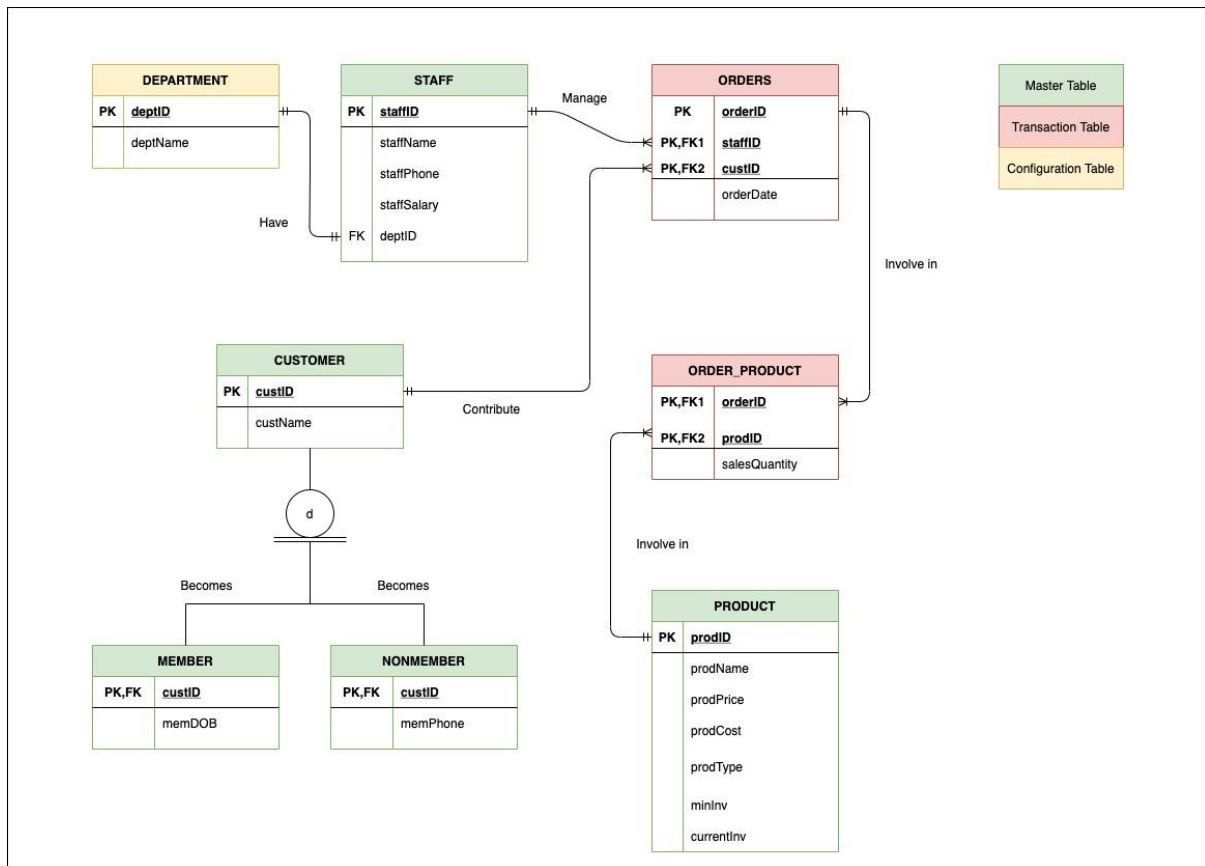 DEPARTMENT
PK deptID
deptName
STAFF
PK staffID
staffName
staffPhone
staffSalary
FK deptID
Have
Manage
ORDERS
PK orderID
PK,FK1 staffID
PK,FK2 custID
orderDate
Master Table
Transaction Table
Configuration Table
Involve in
CUSTOMER
PK custID
custName
Contribute
ORDER_PRODUCT
PK,FK1 orderID
PK,FK2 prodID
salesQuantity
d
Becomes
Becomes
Involve in
MEMBER
PK,FK custID
memDOB
NONMEMBER
PK,FK custID
memPhone
PRODUCT
PK prodID
prodName
prodPrice
prodCost
prodType
minInv
currentInv